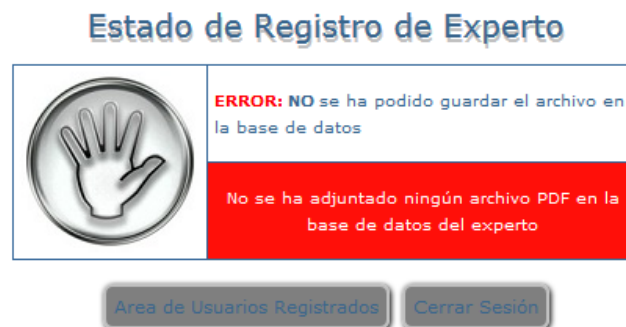 Estado de Registro de Experto
ERROR: NO se ha podido guardar el archivo en
la base de datos
No se ha adjuntado ningún archivo PDF en la
base de datos del experto
Area de Usuarios Registrados
Cerrar Sesión